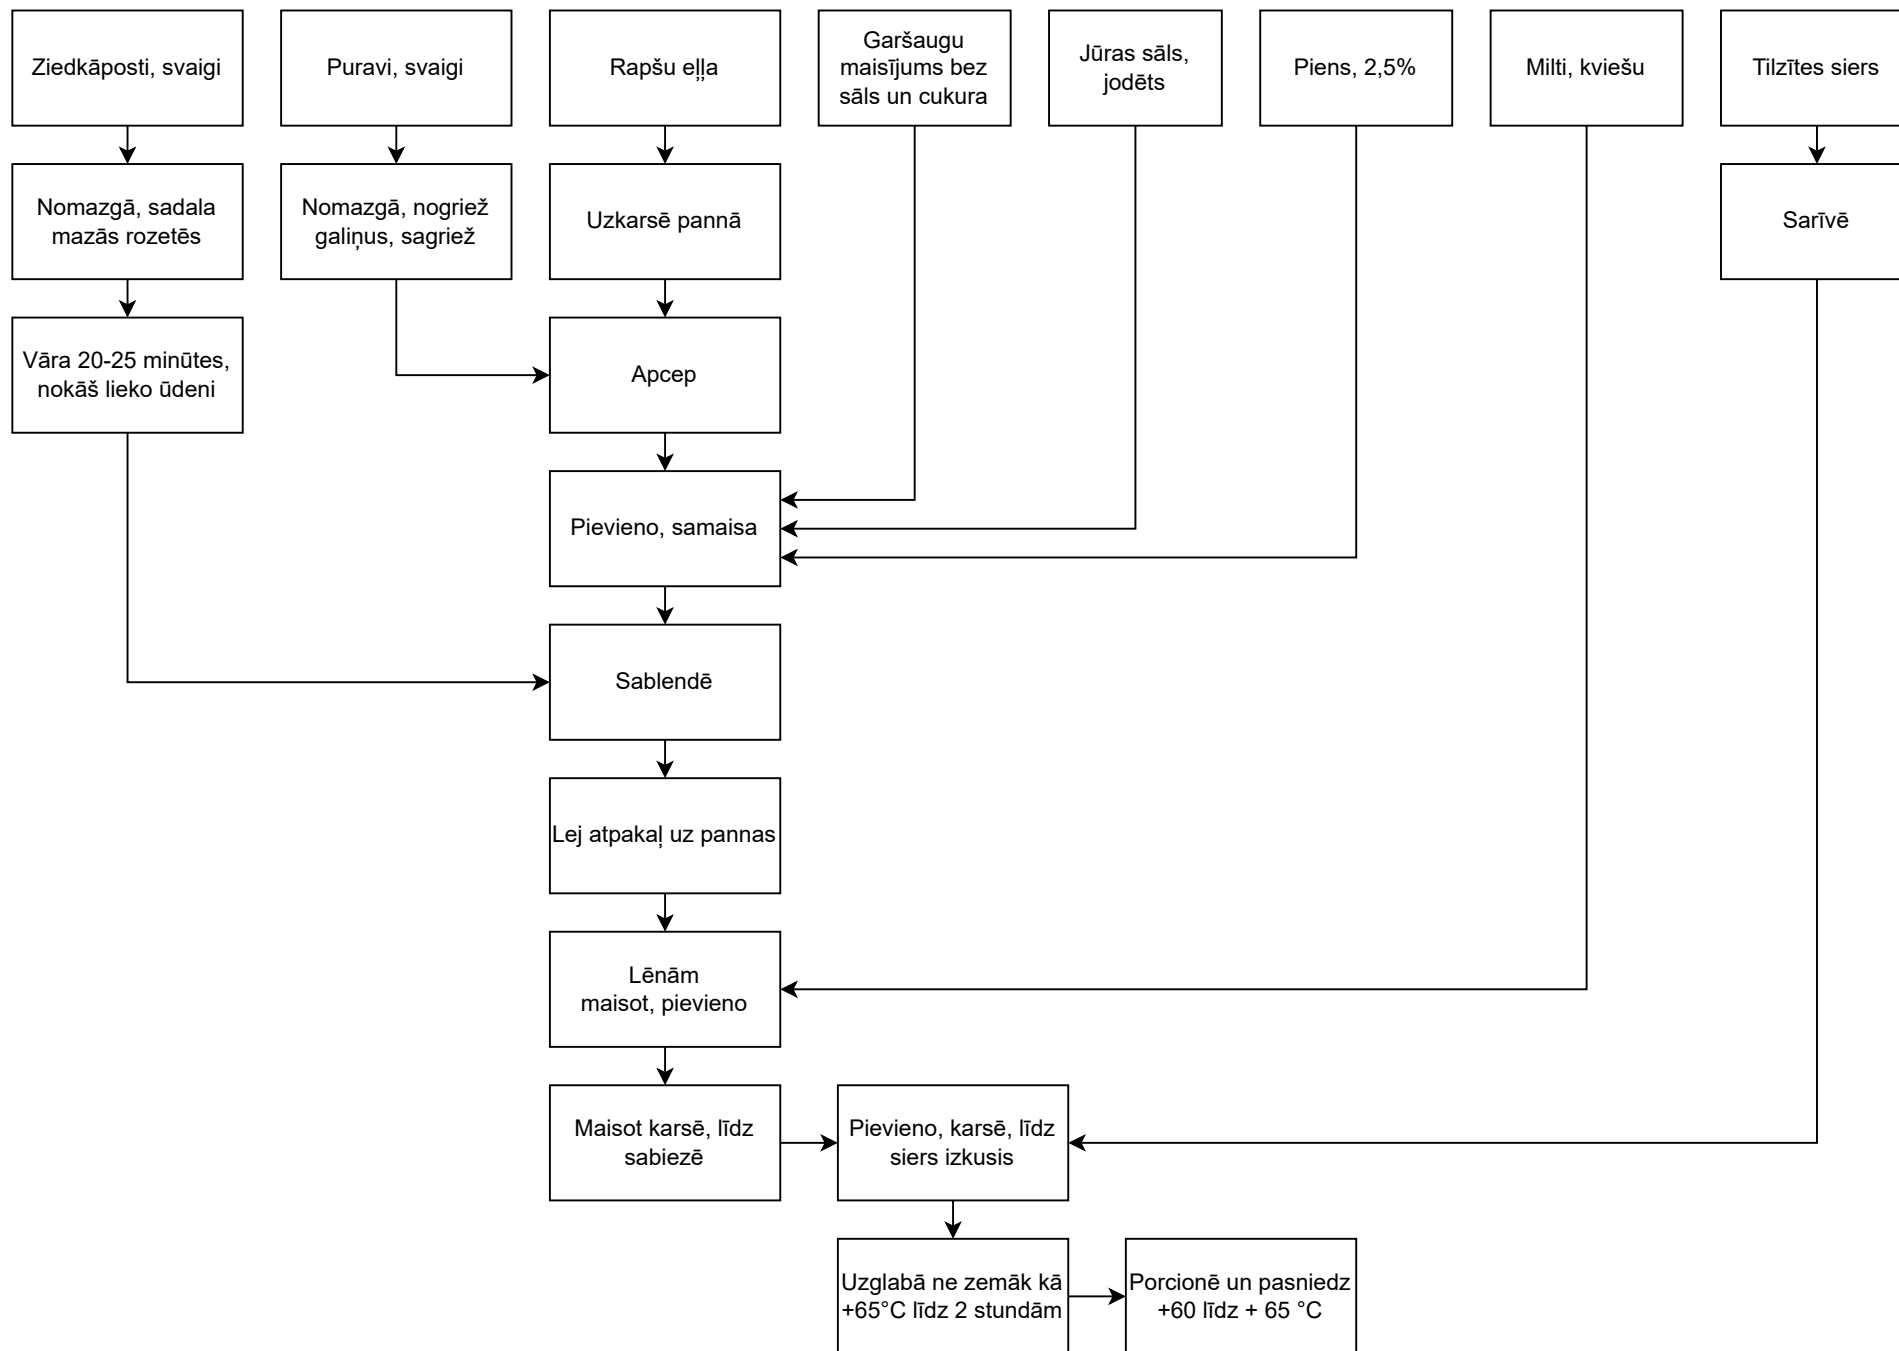 Ziedkāposti, svaigi
Puravi, svaigi
Rapšu eļļa
Garšaugu
maisījums bez
sāls un cukura
Jūras sāls,
jodēts
Piens, 2,5%
Milti, kviešu
Tilzītes siers
Nomazgā, sadala
mazās rozetēs
Nomazgā, nogriež
galiņus, sagriež
Uzkarsē pannā
Sarīvē
Vāra 20-25 minūtes,
nokāš lieko ūdeni
Apcep
Pievieno, samaisa
Sablendē
Lej atpakaļ uz pannas
Lēnām
maisot, pievieno
Maisot karsē, līdz
sabiezē
Pievieno, karsē, līdz
siers izkusis
Uzglabā ne zemāk kā
+65°C līdz 2 stundām
Porcionē un pasniedz
+60 līdz + 65 °C